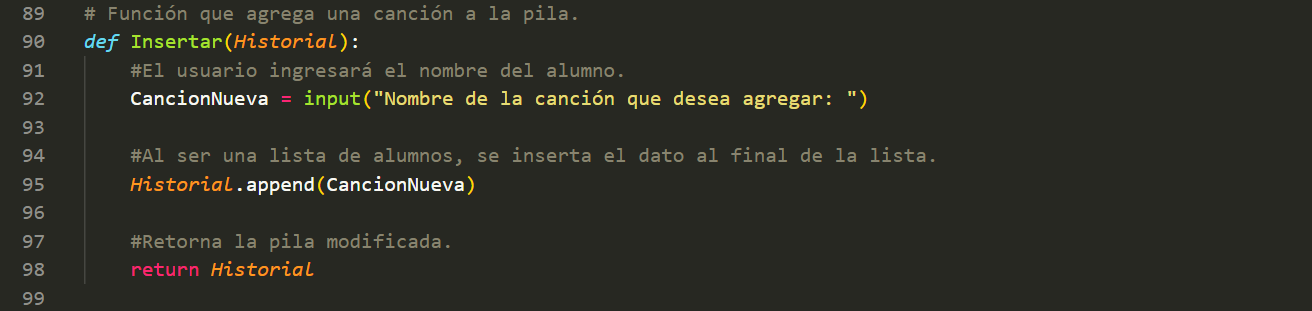 89 # Función que agrega una canción a la pila.
90 def Insertar(Historial):
91 #El usuario ingresará el nombre del alumno.
92 CancionNueva = input("Nombre de la canción que desea agregar: ")
93
94 #Al ser una lista de alumnos, se inserta el dato al final de la lista.
95 Historial.append(CancionNueva)
96
97 #Retorna la pila modificada.
98 return Historial
99